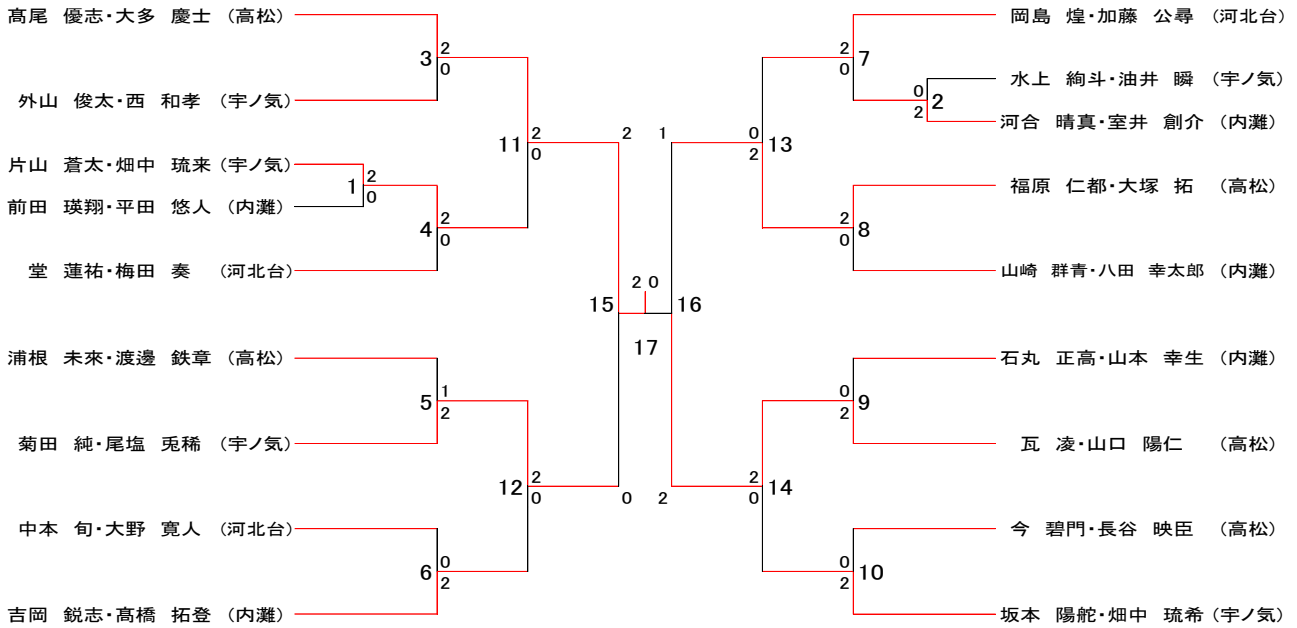 髙尾 優志・大多 慶士 (高松)
3
2
0
外山 俊太・西 和孝 (宇ノ気)
11
2
0
片山 蒼太・畑中 琉来 (宇ノ気)
1
2
0
前田 瑛翔・平田 悠人 (内灘)
4
2
0
堂 蓮祐・梅田 奏 (河北台)
15
2
0
浦根 未來・渡邊 鉄章 (高松)
5
1
2
菊田 純・尾塩 兎稀 (宇ノ気)
12
2
0
中本 旬・大野 寛人 (河北台)
6
0
2
吉岡 鋭志・髙橋 拓登 (内灘)
2 0
17
岡島 煌・加藤 公尋 (河北台)
2
0
7
水上 絢斗・油井 瞬 (宇ノ気)
0
2
2
河合 晴真・室井 創介 (内灘)
0
2
13
福原 仁都・大塚 拓 (高松)
2
0
8
山崎 群青・八田 幸太郎 (内灘)
1
2
16
石丸 正高・山本 幸生 (内灘)
0
2
9
瓦 凌・山口 陽仁 (高松)
2
0
14
今 碧門・長谷 映臣 (高松)
0
2
10
坂本 陽舵・畑中 琉希 (宇ノ気)